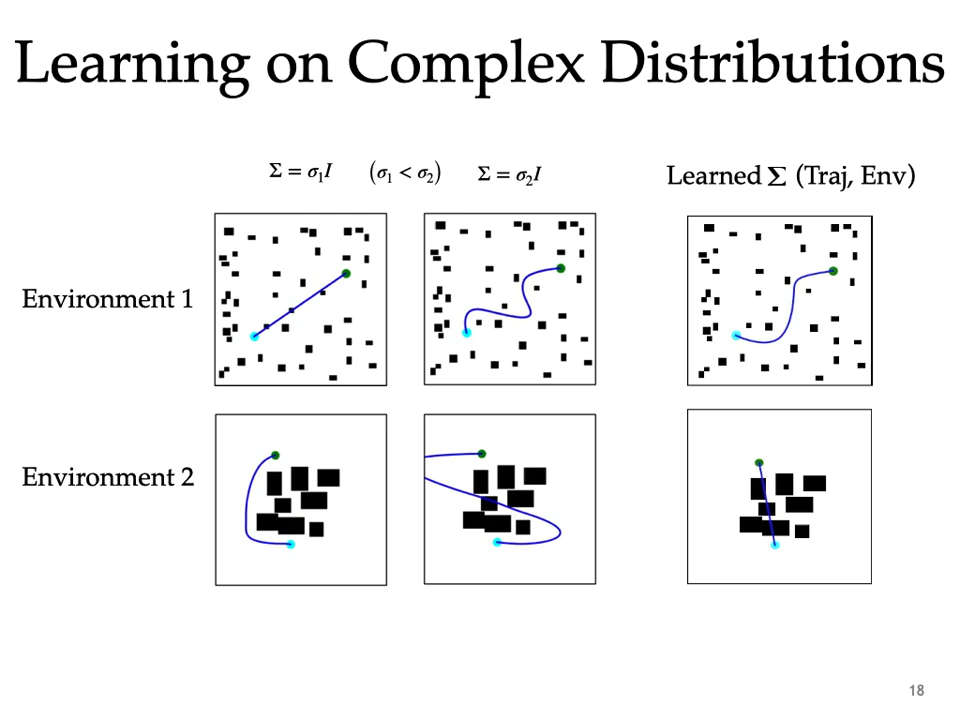 Learning on Complex Distributions
Σ = σ₁I (σ₁ < σ₂) Σ = σ₂I Learned Σ (Traj, Env)
Environment 1
Environment 2
18